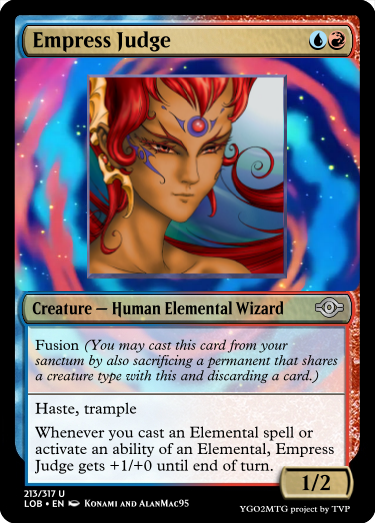 Empress Judge
Creature — Human Elemental Wizard
Fusion (You may cast this card from your
sanctum by also sacrificing a permanent that shares
a creature type with this and discarding a card.)
Haste, trample
Whenever you cast an Elemental spell or
activate an ability of an Elemental, Empress
Judge gets +1/+0 until end of turn.
1/2
213/317 U
LOB • EN Konami and AlanMac95
YGO2MTG project by TVP